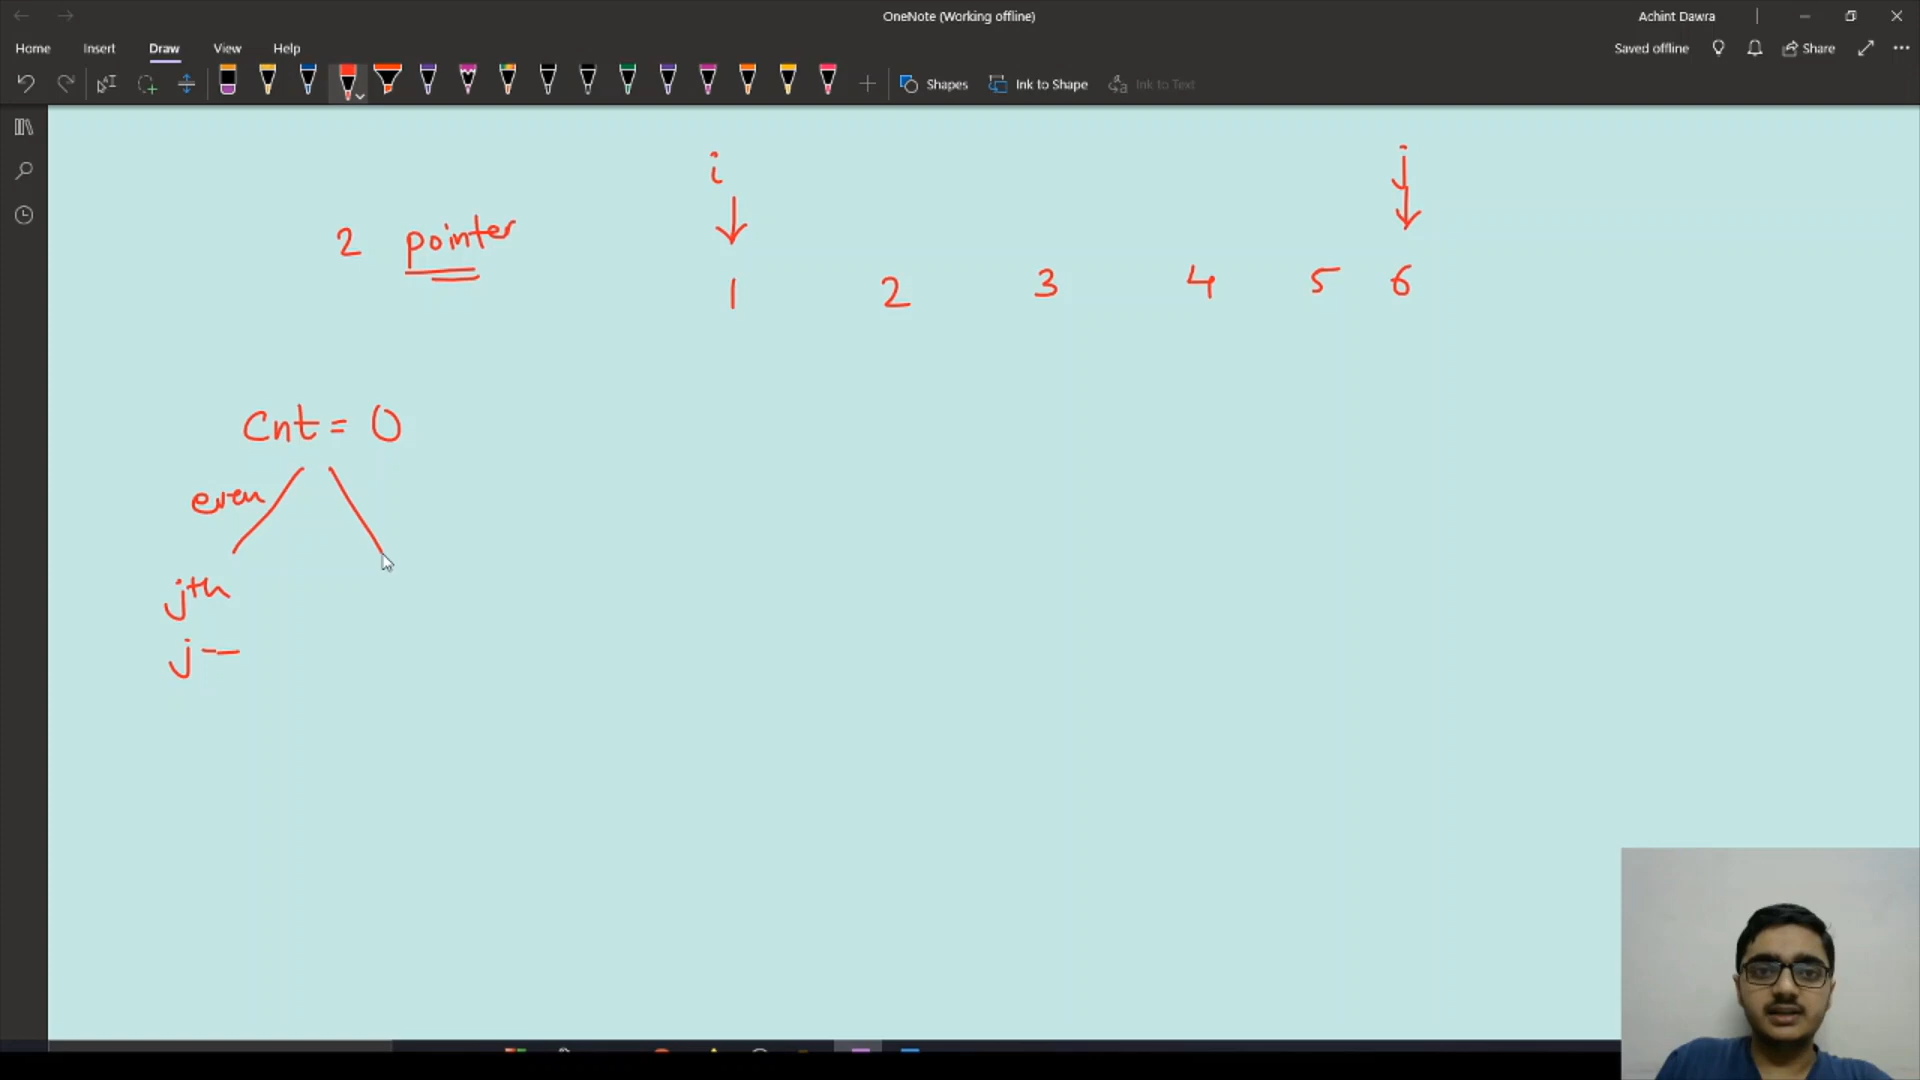 OneNote (Working offline)
Achint Dawra
Home Insert Draw View Help
Saved offline
Share
Shapes
Ink to Shape
Ink to Text
i
j
2 pointer
1 2 3 4 5 6
Cnt = 0
even
jth
j--